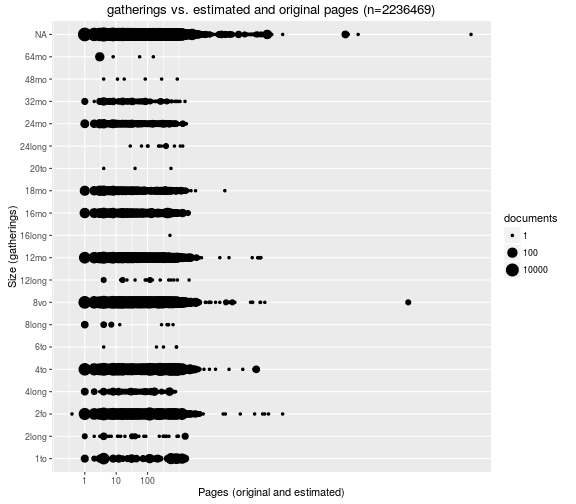 gatherings vs. estimated and original pages (n=2236469)
NA
64mo
48mo
32mo
24mo
24long
20to
18mo
16mo
16long
12mo
12long
8vo
8long
6to
4to
4long
2fo
2long
1to
Size (gatherings)
1 10 100
Pages (original and estimated)
documents
1
100
10000